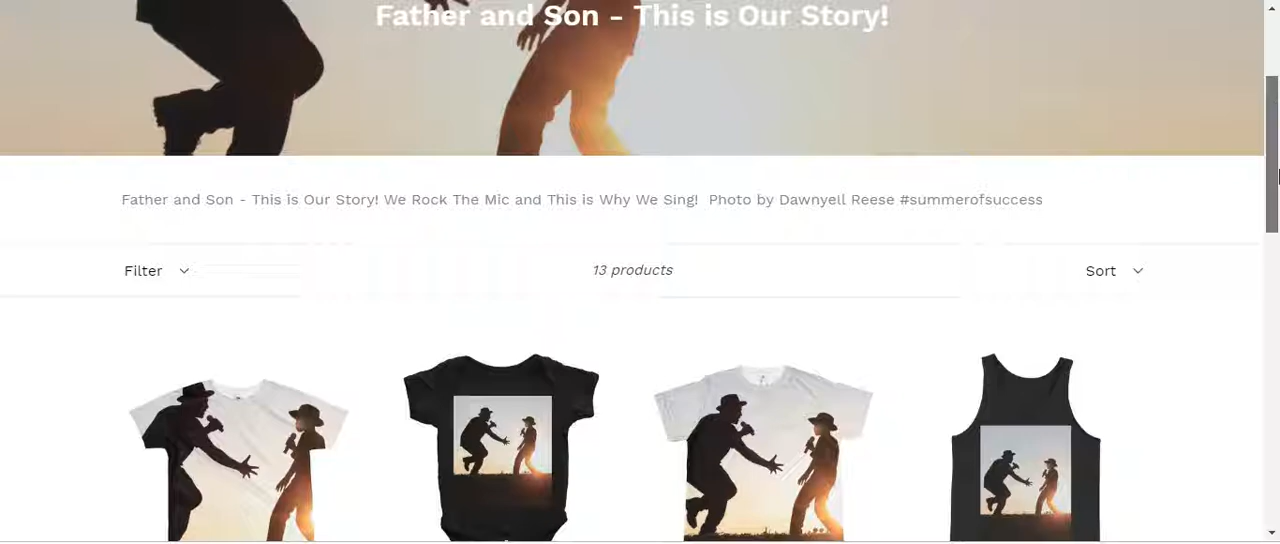 Father and Son - This is Our Story!
Father and Son - This is Our Story! We Rock The Mic and This is Why We Sing!  Photo by Dawnyell Reese #summerofsuccess
Filter
13 products
Sort